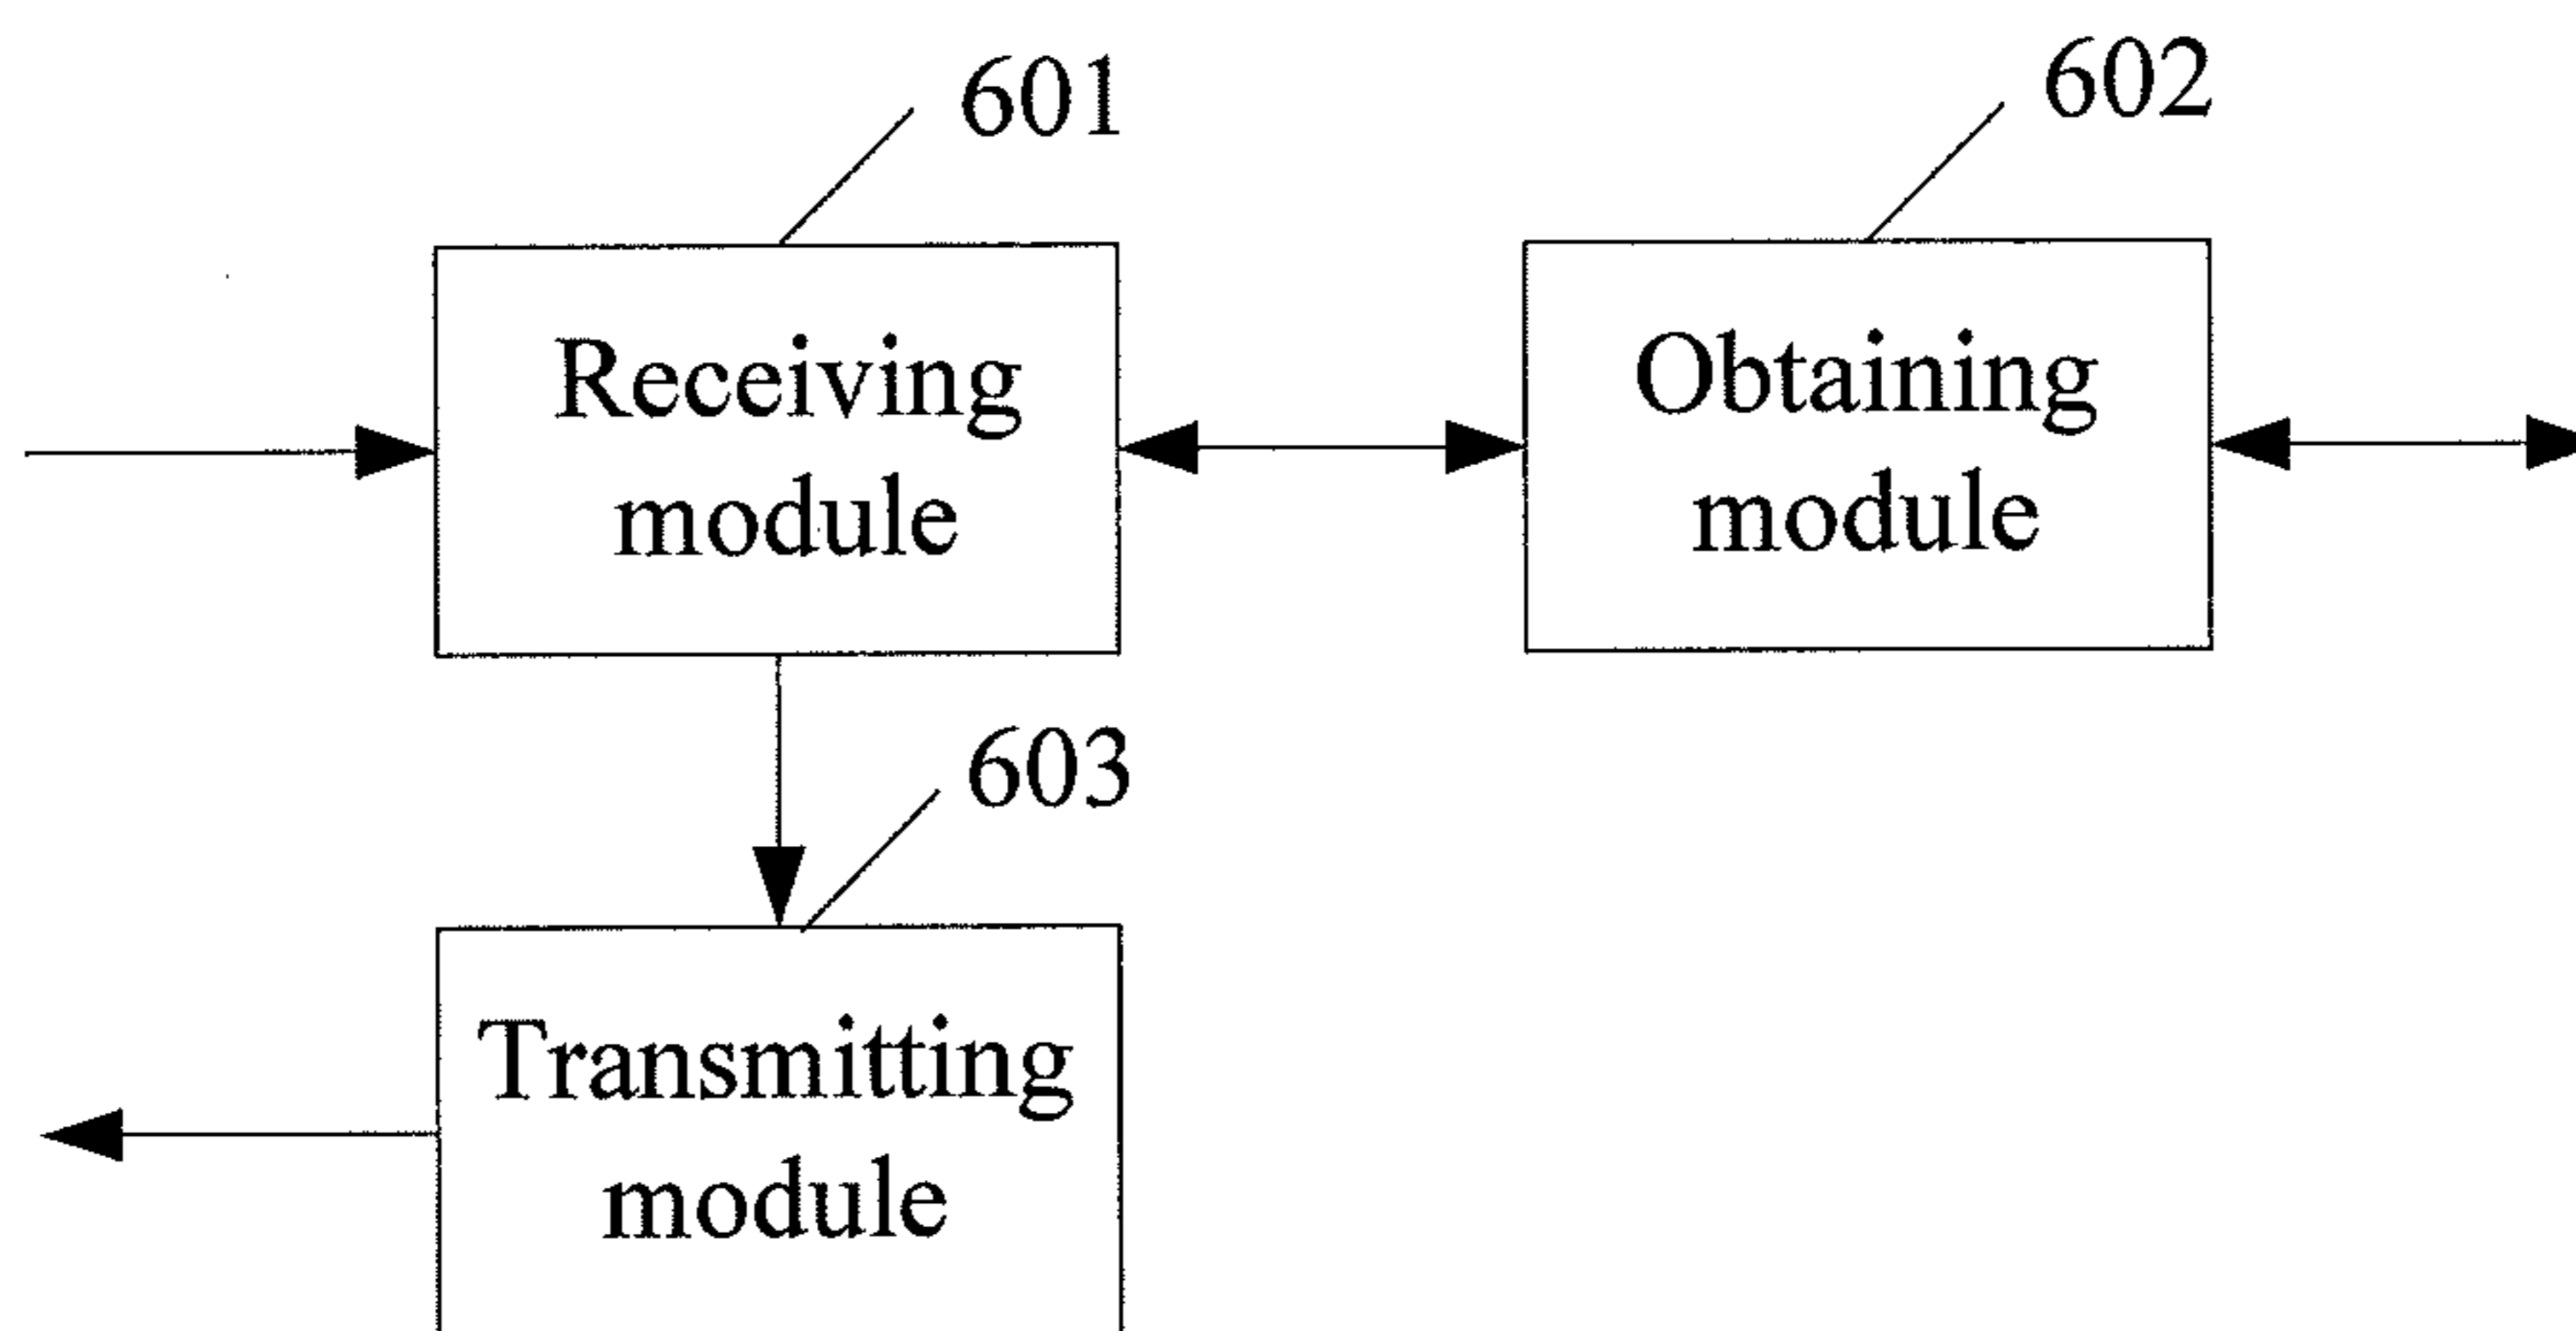 601
602
Receiving
module
Obtaining
module
603
Transmitting
module